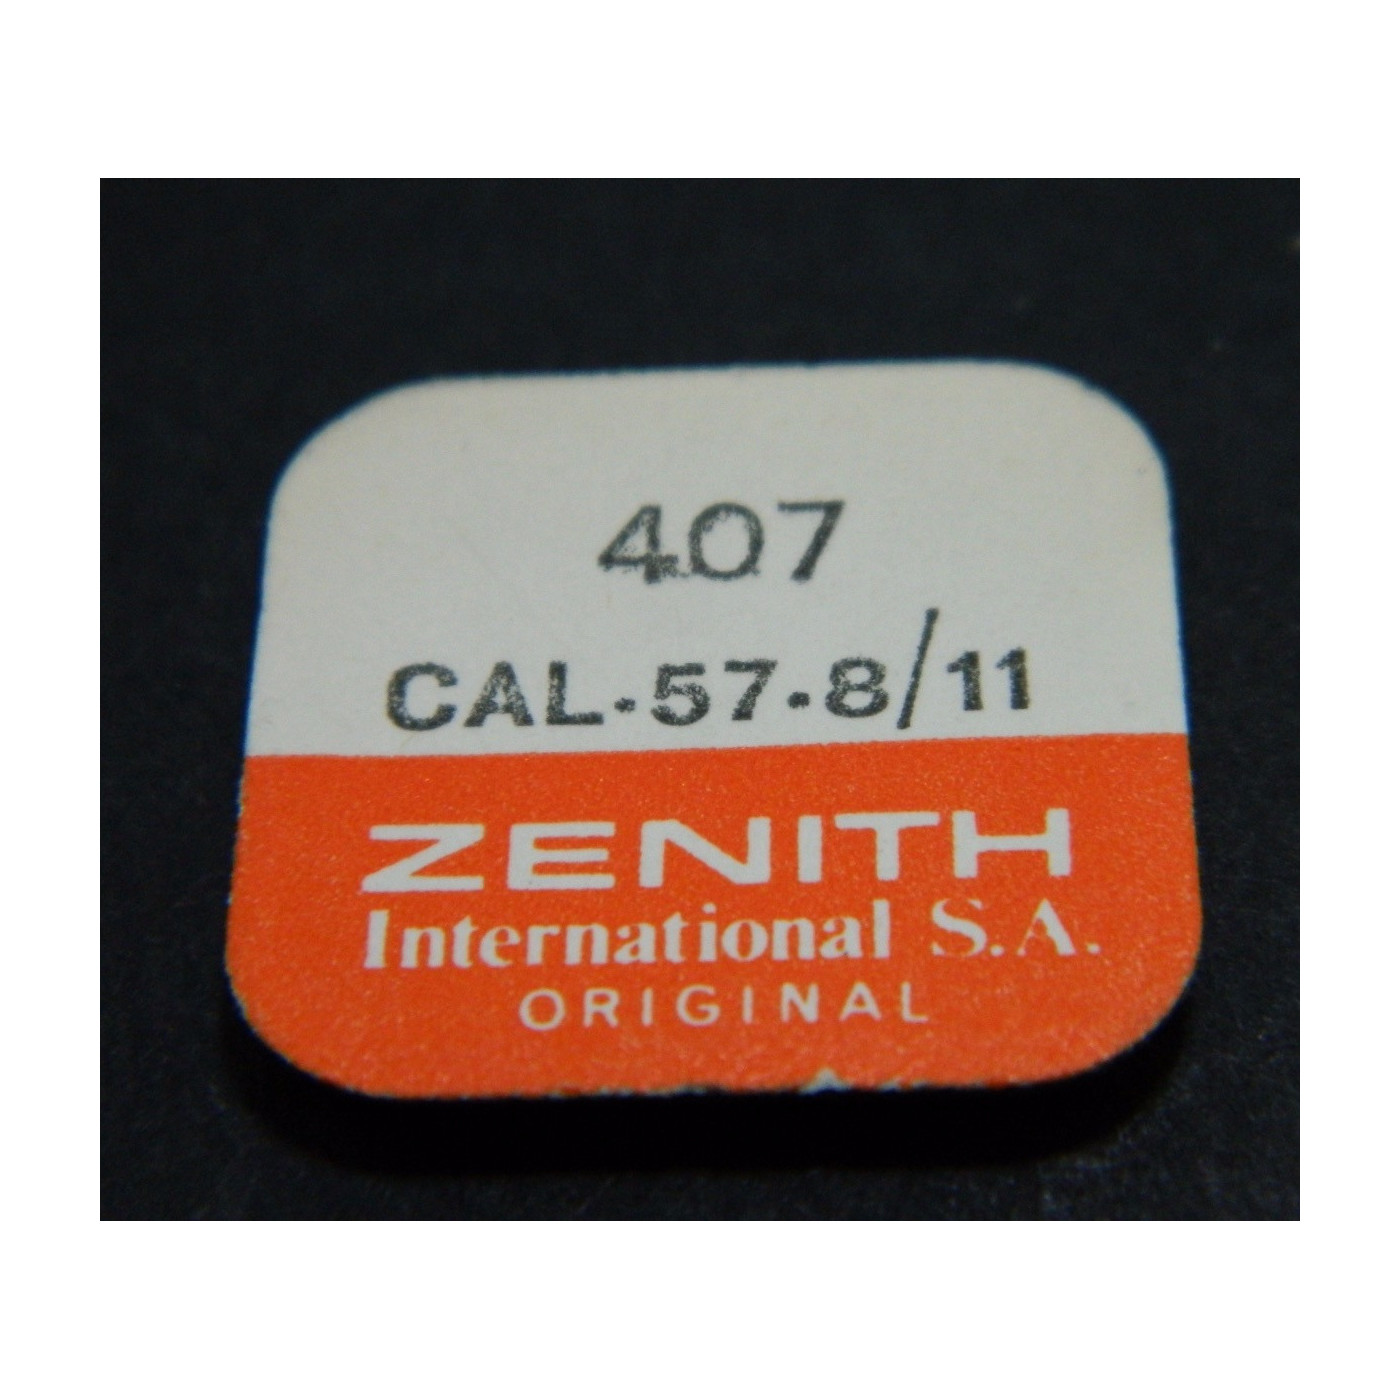 407
CAL.57.8/11
ZENITH
International S.A.
ORIGINAL